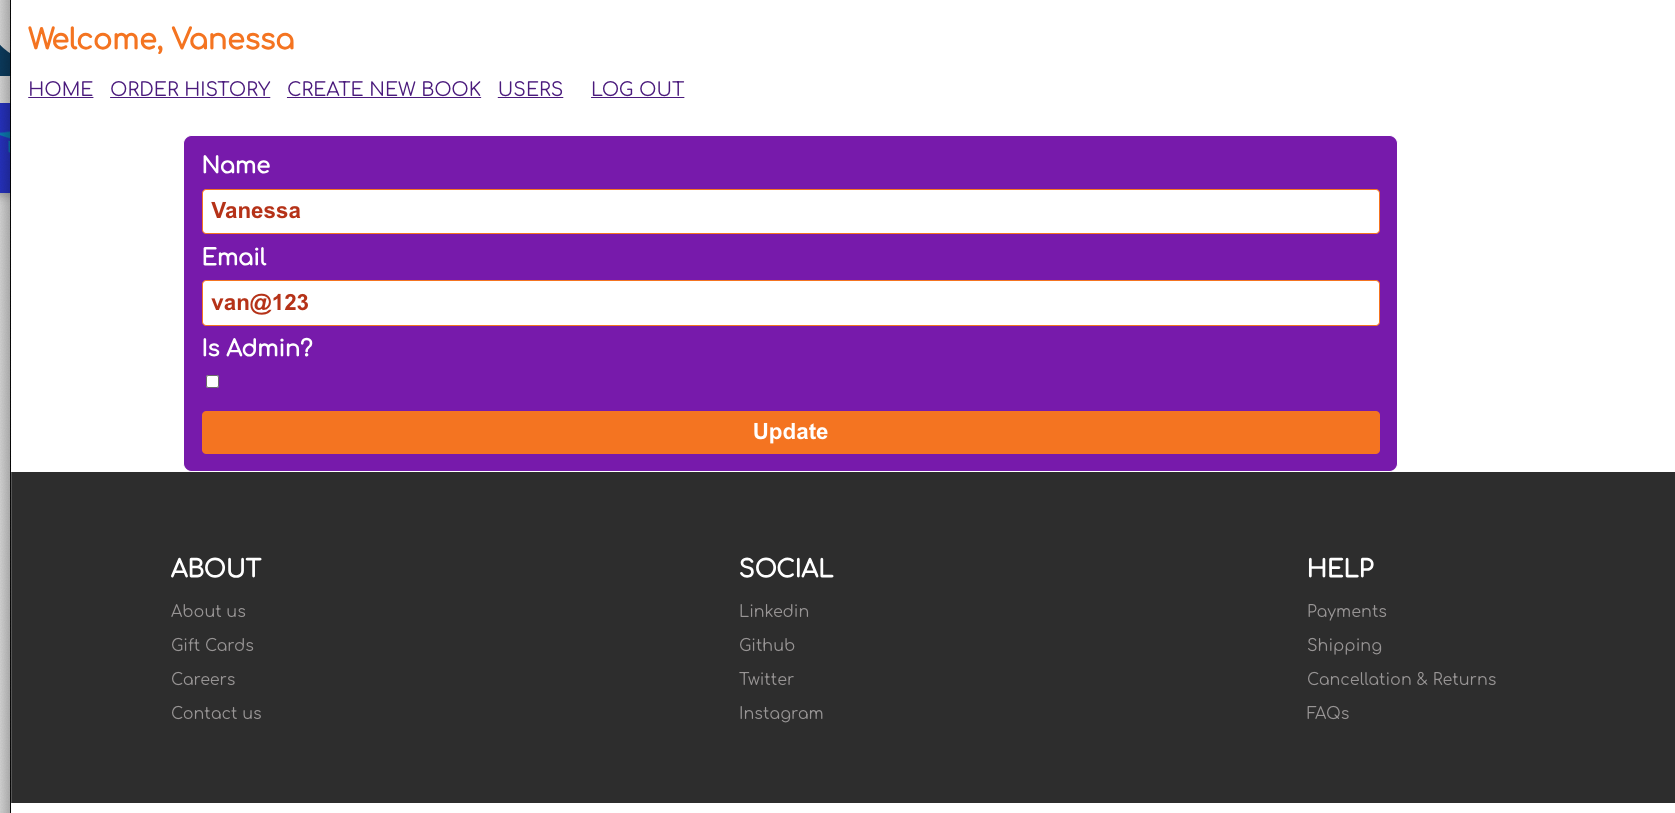 Welcome, Vanessa
HOME ORDER HISTORY CREATE NEW BOOK USERS LOG OUT
Name
Vanessa
Email
van@123
Is Admin?
Update
ABOUT
About us
Gift Cards
Careers
Contact us
SOCIAL
Linkedin
Github
Twitter
Instagram
HELP
Payments
Shipping
Cancellation & Returns
FAQs